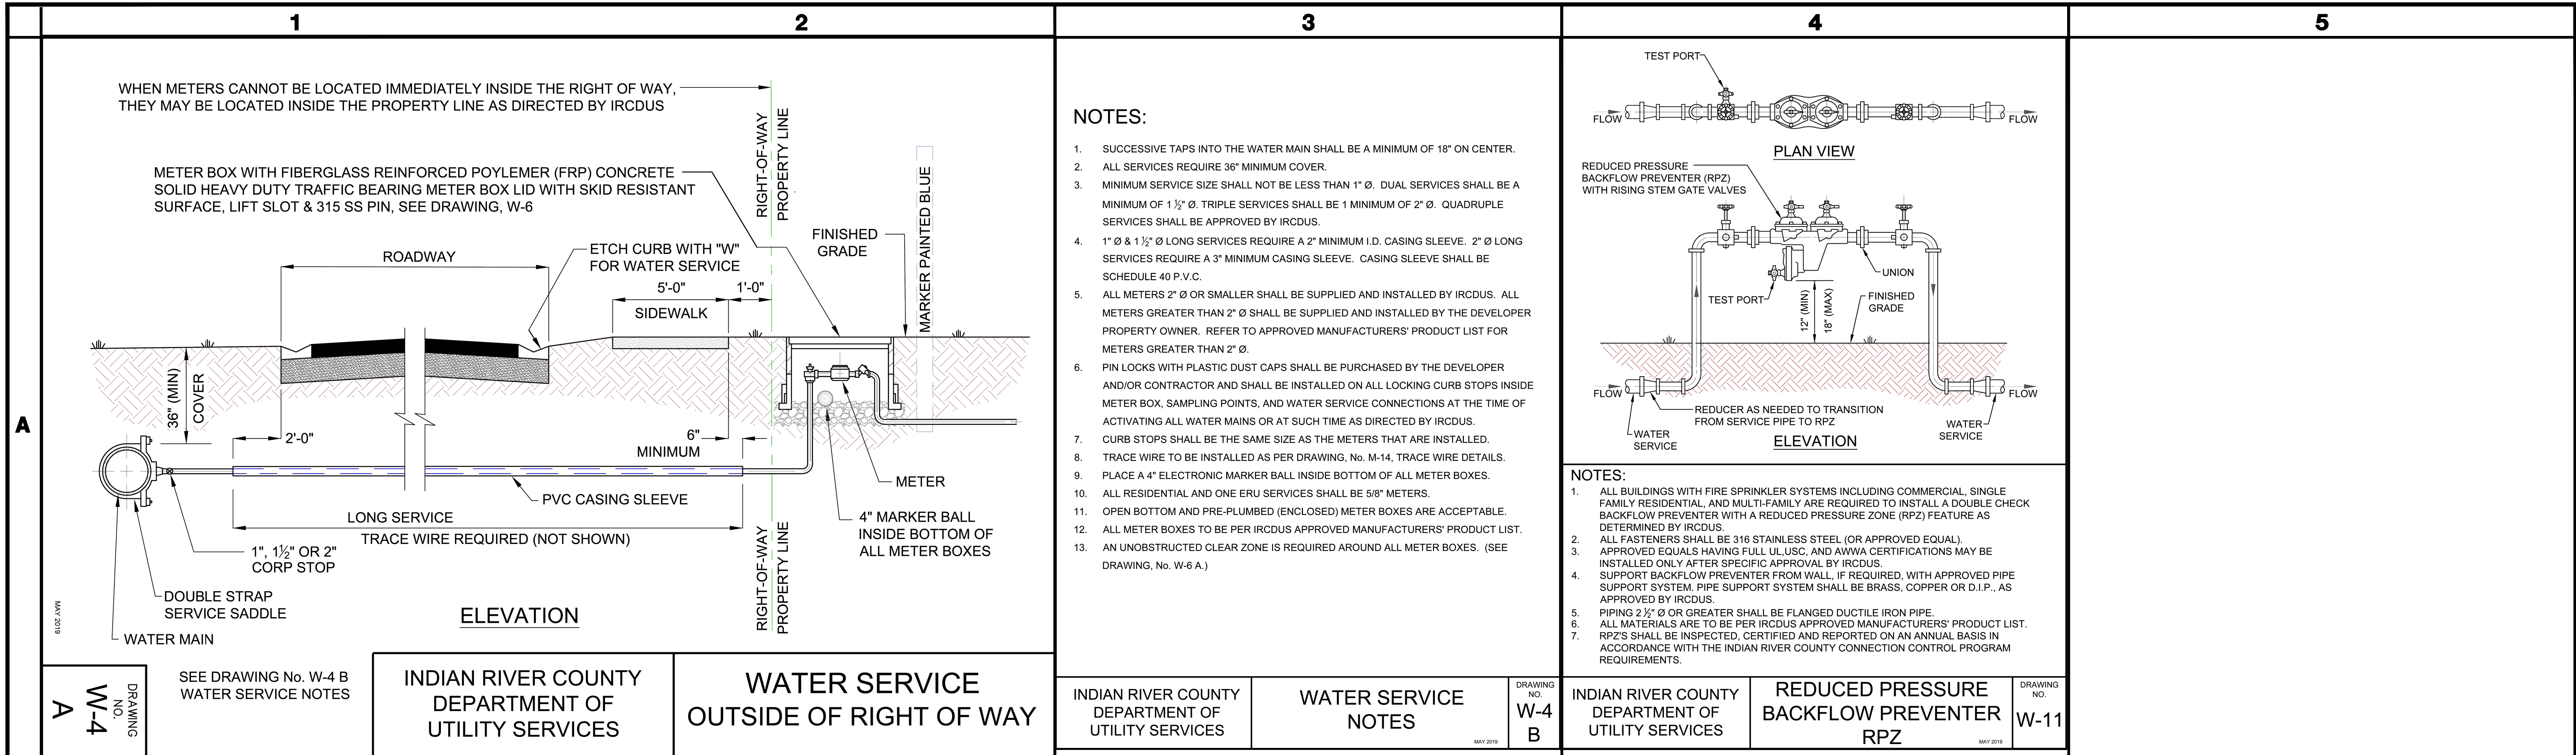 1
2
3
4
5
A
WHEN METERS CANNOT BE LOCATED IMMEDIATELY INSIDE THE RIGHT OF WAY,
THEY MAY BE LOCATED INSIDE THE PROPERTY LINE AS DIRECTED BY IRCDUS
METER BOX WITH FIBERGLASS REINFORCED POYLEMER (FRP) CONCRETE
SOLID HEAVY DUTY TRAFFIC BEARING METER BOX LID WITH SKID RESISTANT
SURFACE, LIFT SLOT & 315 SS PIN, SEE DRAWING, W-6
RIGHT-OF-WAY
PROPERTY LINE
MARKER PAINTED BLUE
FINISHED
GRADE
ROADWAY
ETCH CURB WITH "W"
FOR WATER SERVICE
5'-0"
1'-0"
SIDEWALK
36" (MIN)
COVER
2'-0"
6"
MINIMUM
METER
PVC CASING SLEEVE
LONG SERVICE
TRACE WIRE REQUIRED (NOT SHOWN)
4" MARKER BALL
INSIDE BOTTOM OF
ALL METER BOXES
1", 1½" OR 2"
CORP STOP
DOUBLE STRAP
SERVICE SADDLE
WATER MAIN
RIGHT-OF-WAY
PROPERTY LINE
ELEVATION
MAY 2019
DRAWING
NO.
W-4
A
SEE DRAWING No. W-4 B
WATER SERVICE NOTES
INDIAN RIVER COUNTY
DEPARTMENT OF
UTILITY SERVICES
WATER SERVICE
OUTSIDE OF RIGHT OF WAY
NOTES:
1. SUCCESSIVE TAPS INTO THE WATER MAIN SHALL BE A MINIMUM OF 18" ON CENTER.
2. ALL SERVICES REQUIRE 36" MINIMUM COVER.
3. MINIMUM SERVICE SIZE SHALL NOT BE LESS THAN 1" Ø. DUAL SERVICES SHALL BE A
MINIMUM OF 1 ½" Ø. TRIPLE SERVICES SHALL BE 1 MINIMUM OF 2" Ø. QUADRUPLE
SERVICES SHALL BE APPROVED BY IRCDUS.
4. 1" Ø & 1 ½" Ø LONG SERVICES REQUIRE A 2" MINIMUM I.D. CASING SLEEVE. 2" Ø LONG
SERVICES REQUIRE A 3" MINIMUM CASING SLEEVE. CASING SLEEVE SHALL BE
SCHEDULE 40 P.V.C.
5. ALL METERS 2" Ø OR SMALLER SHALL BE SUPPLIED AND INSTALLED BY IRCDUS. ALL
METERS GREATER THAN 2" Ø SHALL BE SUPPLIED AND INSTALLED BY THE DEVELOPER
PROPERTY OWNER. REFER TO APPROVED MANUFACTURERS' PRODUCT LIST FOR
METERS GREATER THAN 2" Ø.
6. PIN LOCKS WITH PLASTIC DUST CAPS SHALL BE PURCHASED BY THE DEVELOPER
AND/OR CONTRACTOR AND SHALL BE INSTALLED ON ALL LOCKING CURB STOPS INSIDE
METER BOX, SAMPLING POINTS, AND WATER SERVICE CONNECTIONS AT THE TIME OF
ACTIVATING ALL WATER MAINS OR AT SUCH TIME AS DIRECTED BY IRCDUS.
7. CURB STOPS SHALL BE THE SAME SIZE AS THE METERS THAT ARE INSTALLED.
8. TRACE WIRE TO BE INSTALLED AS PER DRAWING, No. M-14, TRACE WIRE DETAILS.
9. PLACE A 4" ELECTRONIC MARKER BALL INSIDE BOTTOM OF ALL METER BOXES.
10. ALL RESIDENTIAL AND ONE ERU SERVICES SHALL BE 5/8" METERS.
11. OPEN BOTTOM AND PRE-PLUMBED (ENCLOSED) METER BOXES ARE ACCEPTABLE.
12. ALL METER BOXES TO BE PER IRCDUS APPROVED MANUFACTURERS' PRODUCT LIST.
13. AN UNOBSTRUCTED CLEAR ZONE IS REQUIRED AROUND ALL METER BOXES. (SEE
DRAWING, No. W-6 A.)
INDIAN RIVER COUNTY
DEPARTMENT OF
UTILITY SERVICES
WATER SERVICE
NOTES
MAY 2019
DRAWING
NO.
W-4
B
TEST PORT
FLOW
FLOW
PLAN VIEW
REDUCED PRESSURE
BACKFLOW PREVENTER (RPZ)
WITH RISING STEM GATE VALVES
UNION
TEST PORT
12" (MIN)
18" (MAX)
FINISHED
GRADE
FLOW
FLOW
REDUCER AS NEEDED TO TRANSITION
FROM SERVICE PIPE TO RPZ
WATER
SERVICE
WATER
SERVICE
ELEVATION
NOTES:
1. ALL BUILDINGS WITH FIRE SPRINKLER SYSTEMS INCLUDING COMMERCIAL, SINGLE
FAMILY RESIDENTIAL, AND MULTI-FAMILY ARE REQUIRED TO INSTALL A DOUBLE CHECK
BACKFLOW PREVENTER WITH A REDUCED PRESSURE ZONE (RPZ) FEATURE AS
DETERMINED BY IRCDUS.
2. ALL FASTENERS SHALL BE 316 STAINLESS STEEL (OR APPROVED EQUAL).
3. APPROVED EQUALS HAVING FULL UL,USC, AND AWWA CERTIFICATIONS MAY BE
INSTALLED ONLY AFTER SPECIFIC APPROVAL BY IRCDUS.
4. SUPPORT BACKFLOW PREVENTER FROM WALL, IF REQUIRED, WITH APPROVED PIPE
SUPPORT SYSTEM. PIPE SUPPORT SYSTEM SHALL BE BRASS, COPPER OR D.I.P., AS
APPROVED BY IRCDUS.
5. PIPING 2 ½" Ø OR GREATER SHALL BE FLANGED DUCTILE IRON PIPE.
6. ALL MATERIALS ARE TO BE PER IRCDUS APPROVED MANUFACTURERS' PRODUCT LIST.
7. RPZ'S SHALL BE INSPECTED, CERTIFIED AND REPORTED ON AN ANNUAL BASIS IN
ACCORDANCE WITH THE INDIAN RIVER COUNTY CONNECTION CONTROL PROGRAM
REQUIREMENTS.
INDIAN RIVER COUNTY
DEPARTMENT OF
UTILITY SERVICES
REDUCED PRESSURE
BACKFLOW PREVENTER
RPZ
MAY 2019
DRAWING
NO.
W-11